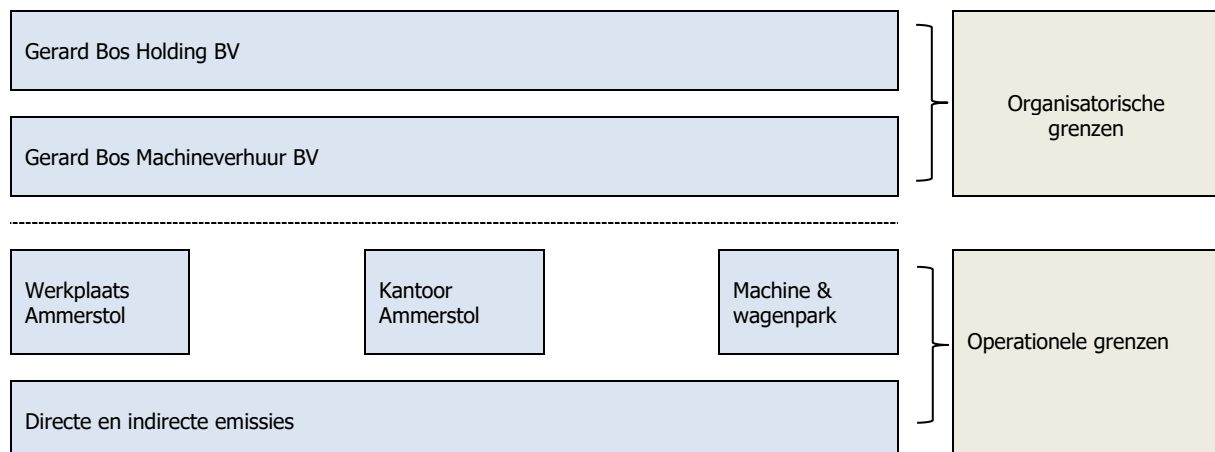 Gerard Bos Holding BV
Gerard Bos Machineverhuur BV
Organisatorische
grenzen
Werkplaats
Ammerstol
Kantoor
Ammerstol
Machine &
wagenpark
Directe en indirecte emissies
Operationele grenzen